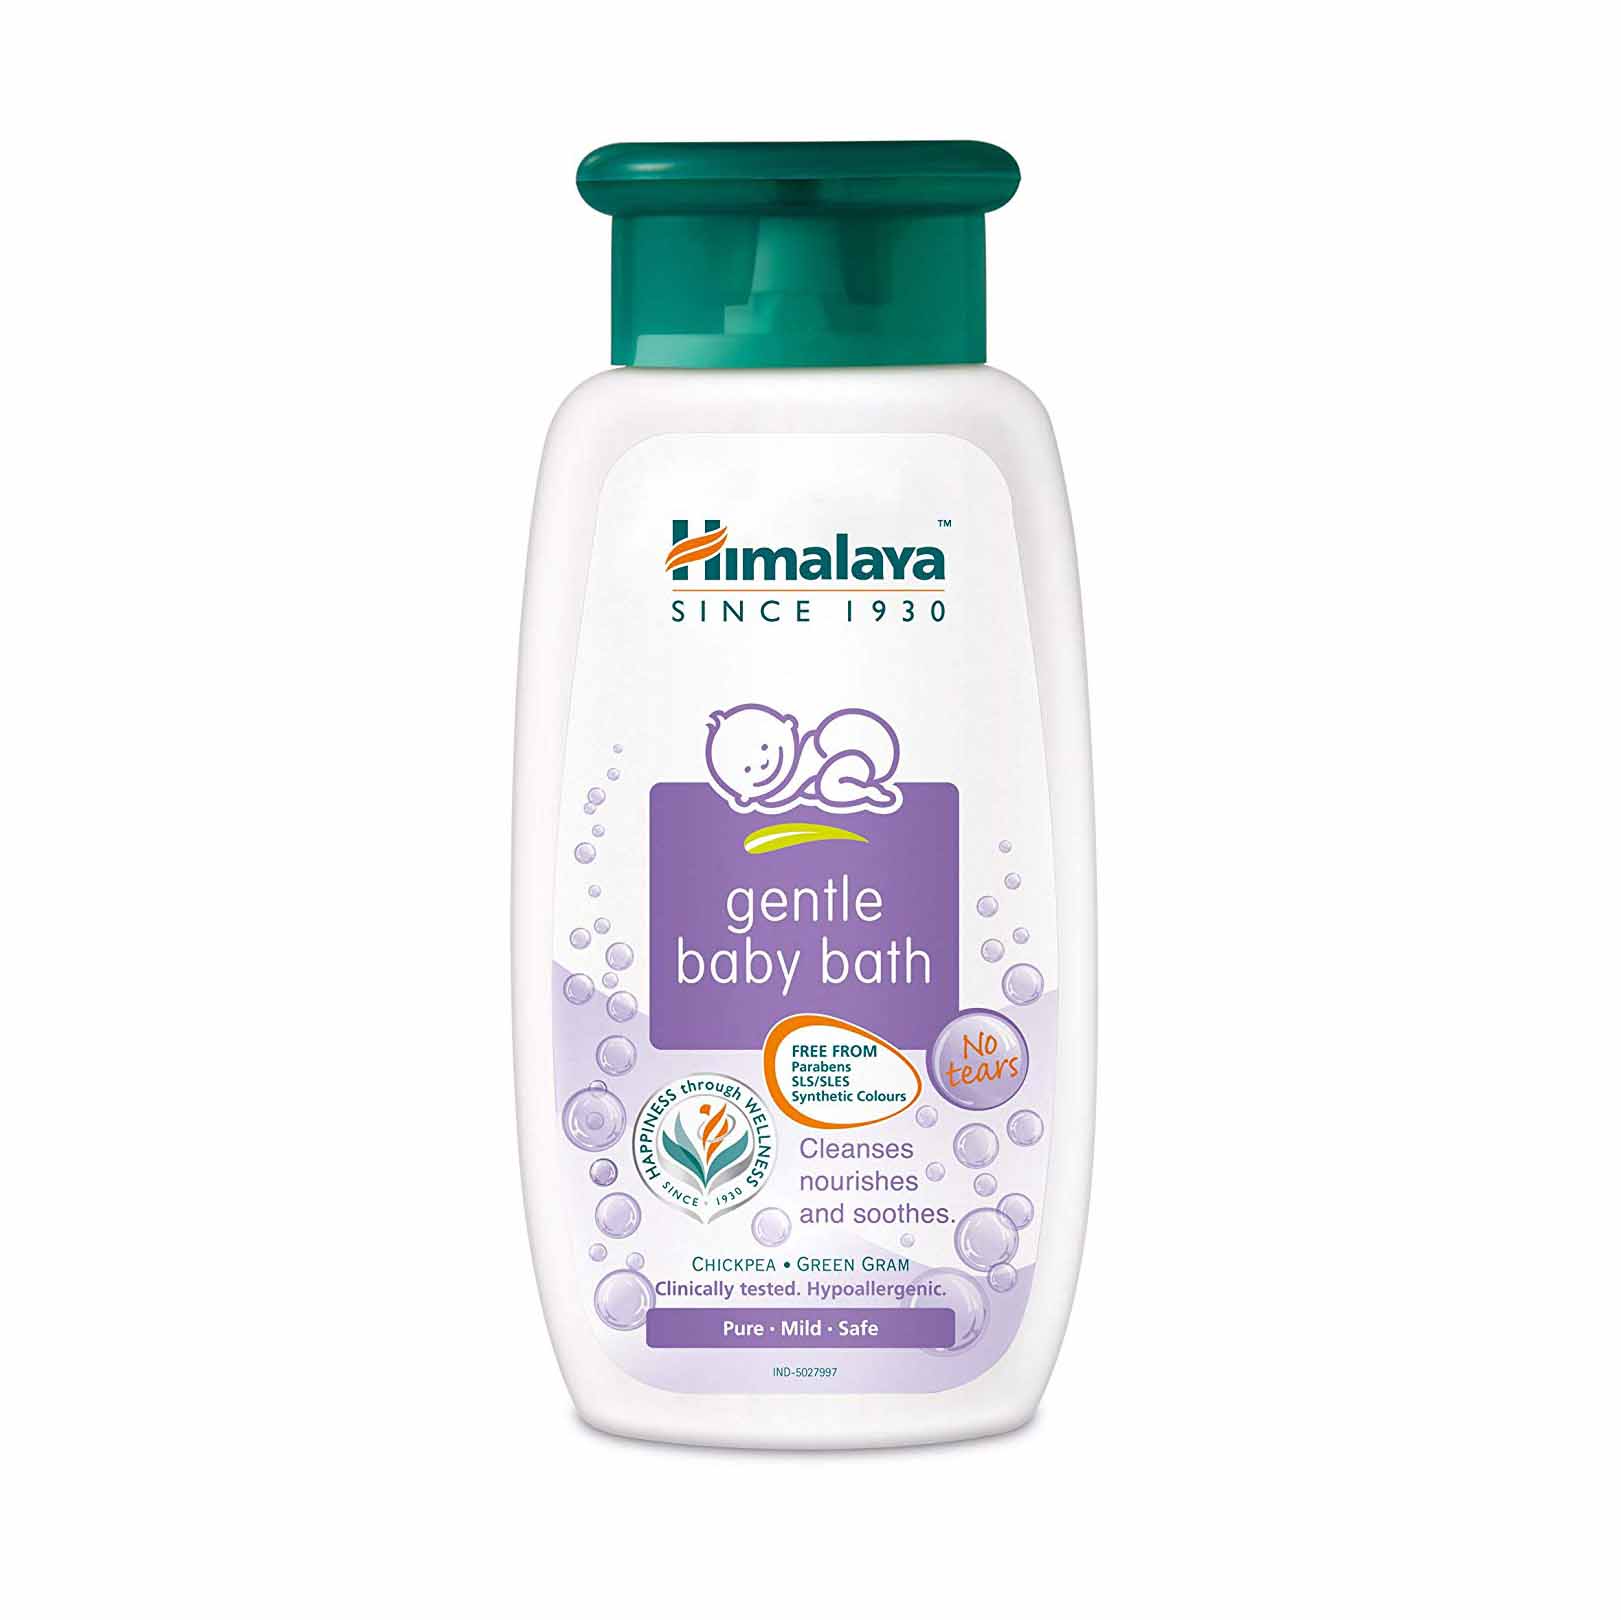 Himalaya™
SINCE 1930
gentle
baby bath
FREE FROM
Parabens
SLS/SLES
Synthetic Colours
No
tears
HAPPINESS through WELLNESS
SINCE • 1930
Cleanses
nourishes
and soothes.
CHICKPEA • GREEN GRAM
Clinically tested. Hypoallergenic.
Pure • Mild • Safe
IND-5027997